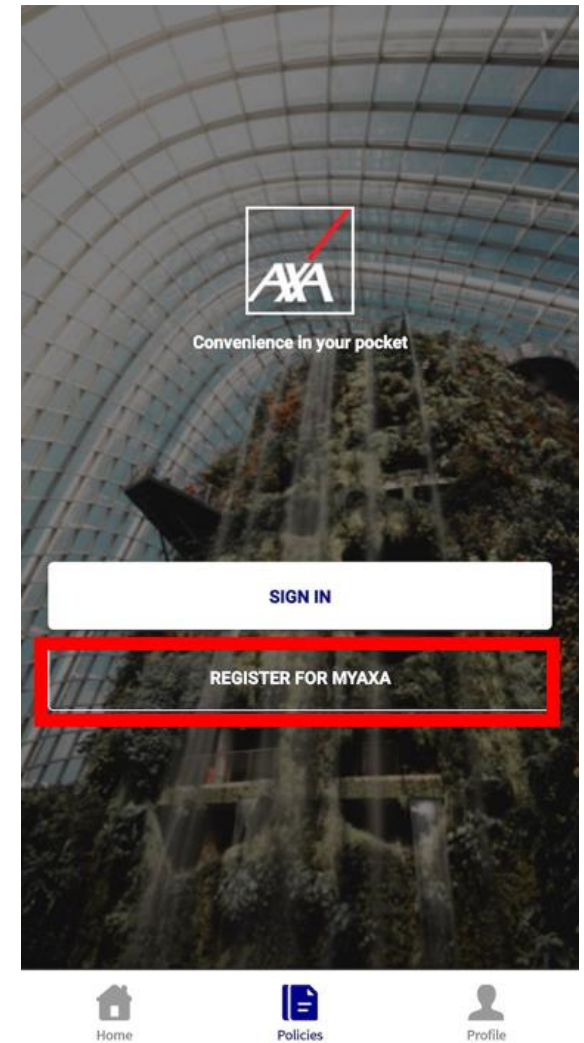 AXA
Convenience in your pocket
SIGN IN
REGISTER FOR MYAXA
Home
Policies
Profile